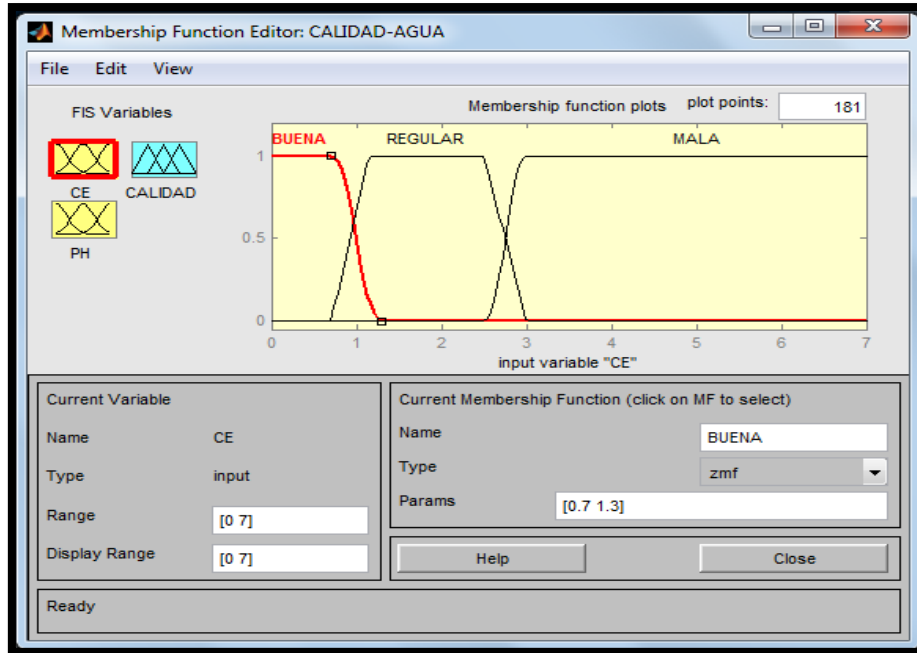 Membership Function Editor: CALIDAD-AGUA
File Edit View
FIS Variables
CE
CALIDAD
PH
Membership function plots plot points: 181
BUENA REGULAR MALA
1
0.5
0
0 1 2 3 4 5 6 7
input variable "CE"
Current Variable
Name CE
Type input
Range [0 7]
Display Range [0 7]
Current Membership Function (click on MF to select)
Name BUENA
Type zmf
Params [0.7 1.3]
Help Close
Ready